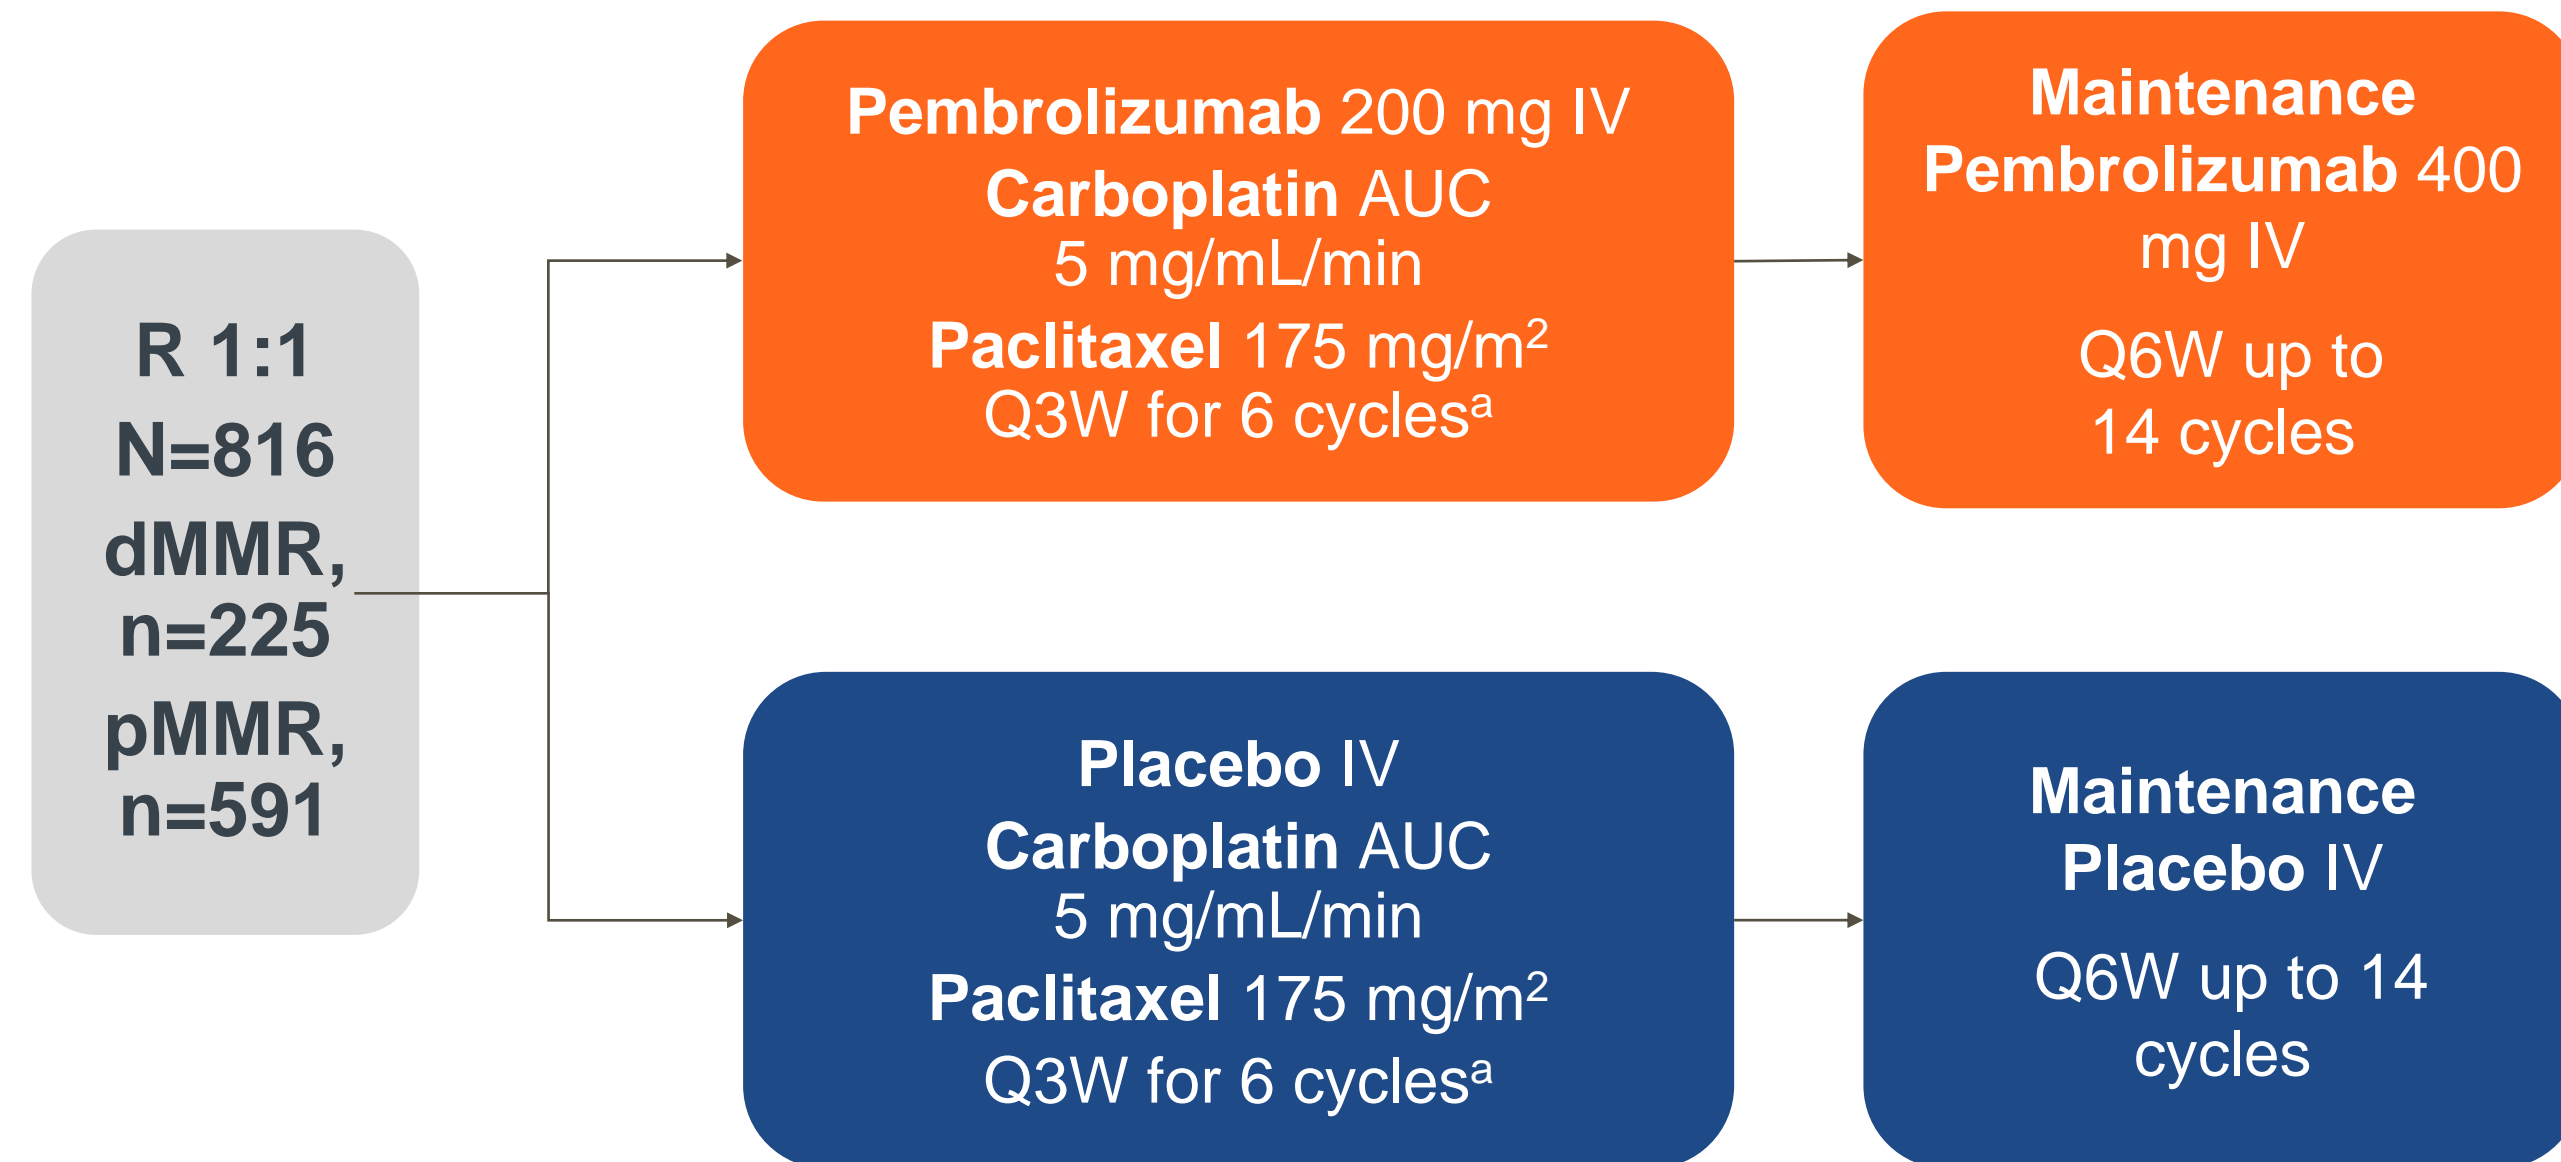 R 1:1
N=816
dMMR,
n=225
pMMR,
n=591
Pembrolizumab 200 mg IV
Carboplatin AUC
5 mg/mL/min
Paclitaxel 175 mg/m²
Q3W for 6 cyclesᵃ
Maintenance
Pembrolizumab 400
mg IV
Q6W up to
14 cycles
Placebo IV
Carboplatin AUC
5 mg/mL/min
Paclitaxel 175 mg/m²
Q3W for 6 cyclesᵃ
Maintenance
Placebo IV
Q6W up to 14
cycles